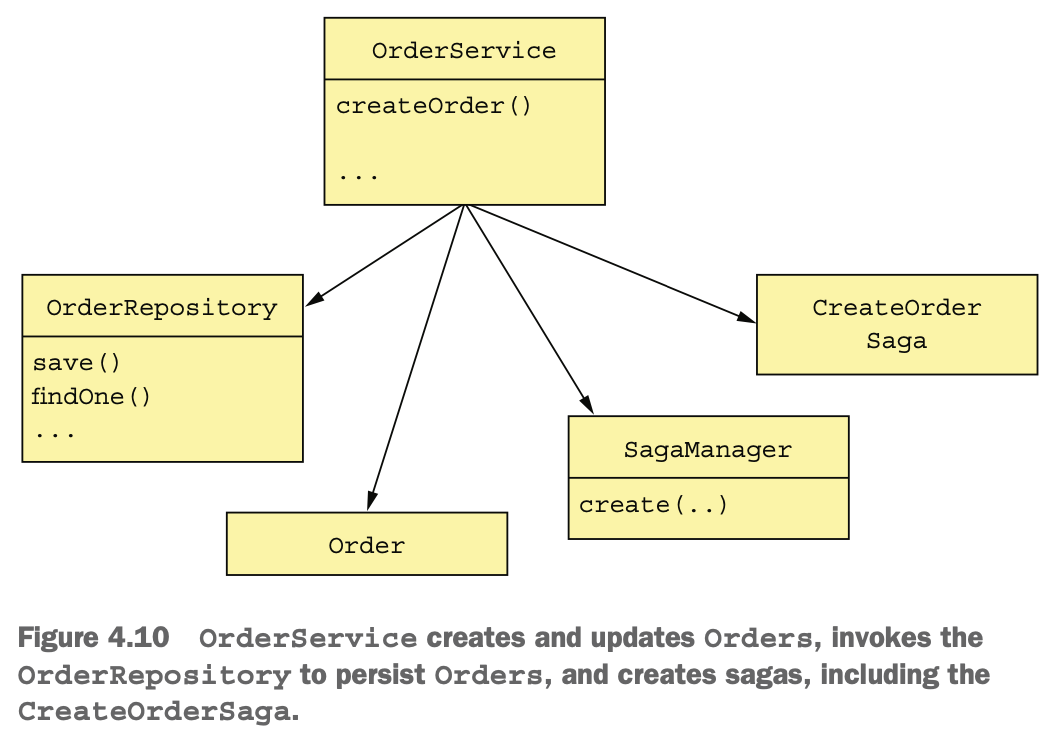 OrderService
createOrder()
...
OrderRepository
save()
findOne()
...
CreateOrder
Saga
SagaManager
create(..)
Order
Figure 4.10 OrderService creates and updates Orders, invokes the
OrderRepository to persist Orders, and creates sagas, including the
CreateOrderSaga.